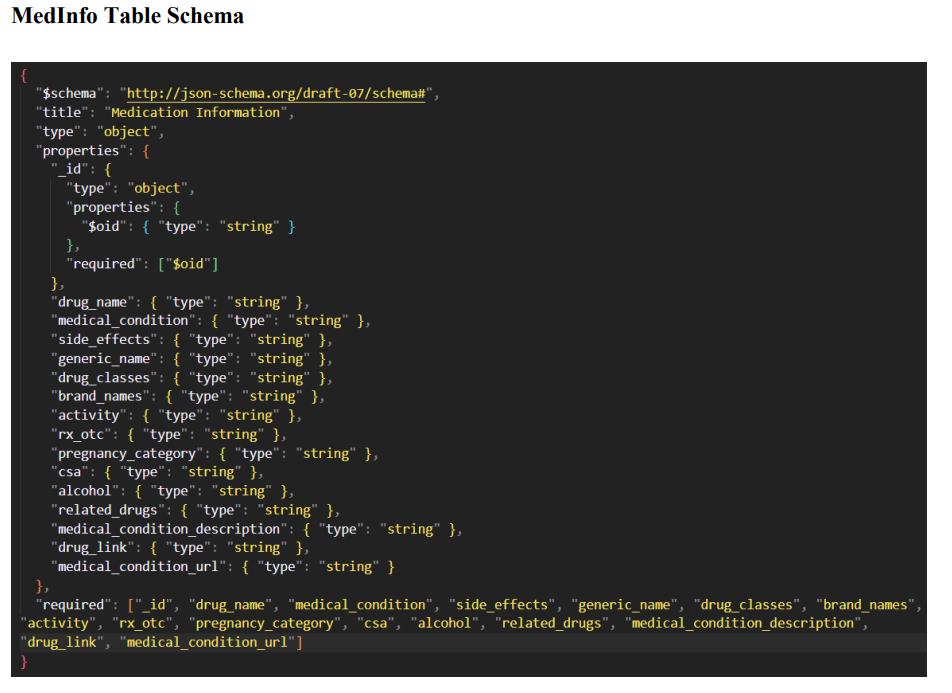 MedInfo Table Schema
{
"$schema": "http://json-schema.org/draft-07/schema#",
"title": "Medication Information",
"type": "object",
"properties": {
"_id": {
"type": "object",
"properties": {
"$oid": { "type": "string" }
},
"required": ["$oid"]
},
"drug_name": { "type": "string" },
"medical_condition": { "type": "string" },
"side_effects": { "type": "string" },
"generic_name": { "type": "string" },
"drug_classes": { "type": "string" },
"brand_names": { "type": "string" },
"activity": { "type": "string" },
"rx_otc": { "type": "string" },
"pregnancy_category": { "type": "string" },
"csa": { "type": "string" },
"alcohol": { "type": "string" },
"related_drugs": { "type": "string" },
"medical_condition_description": { "type": "string" },
"drug_link": { "type": "string" },
"medical_condition_url": { "type": "string" }
},
"required": ["_id", "drug_name", "medical_condition", "side_effects", "generic_name", "drug_classes", "brand_names",
"activity", "rx_otc", "pregnancy_category", "csa", "alcohol", "related_drugs", "medical_condition_description",
"drug_link", "medical_condition_url"]
}